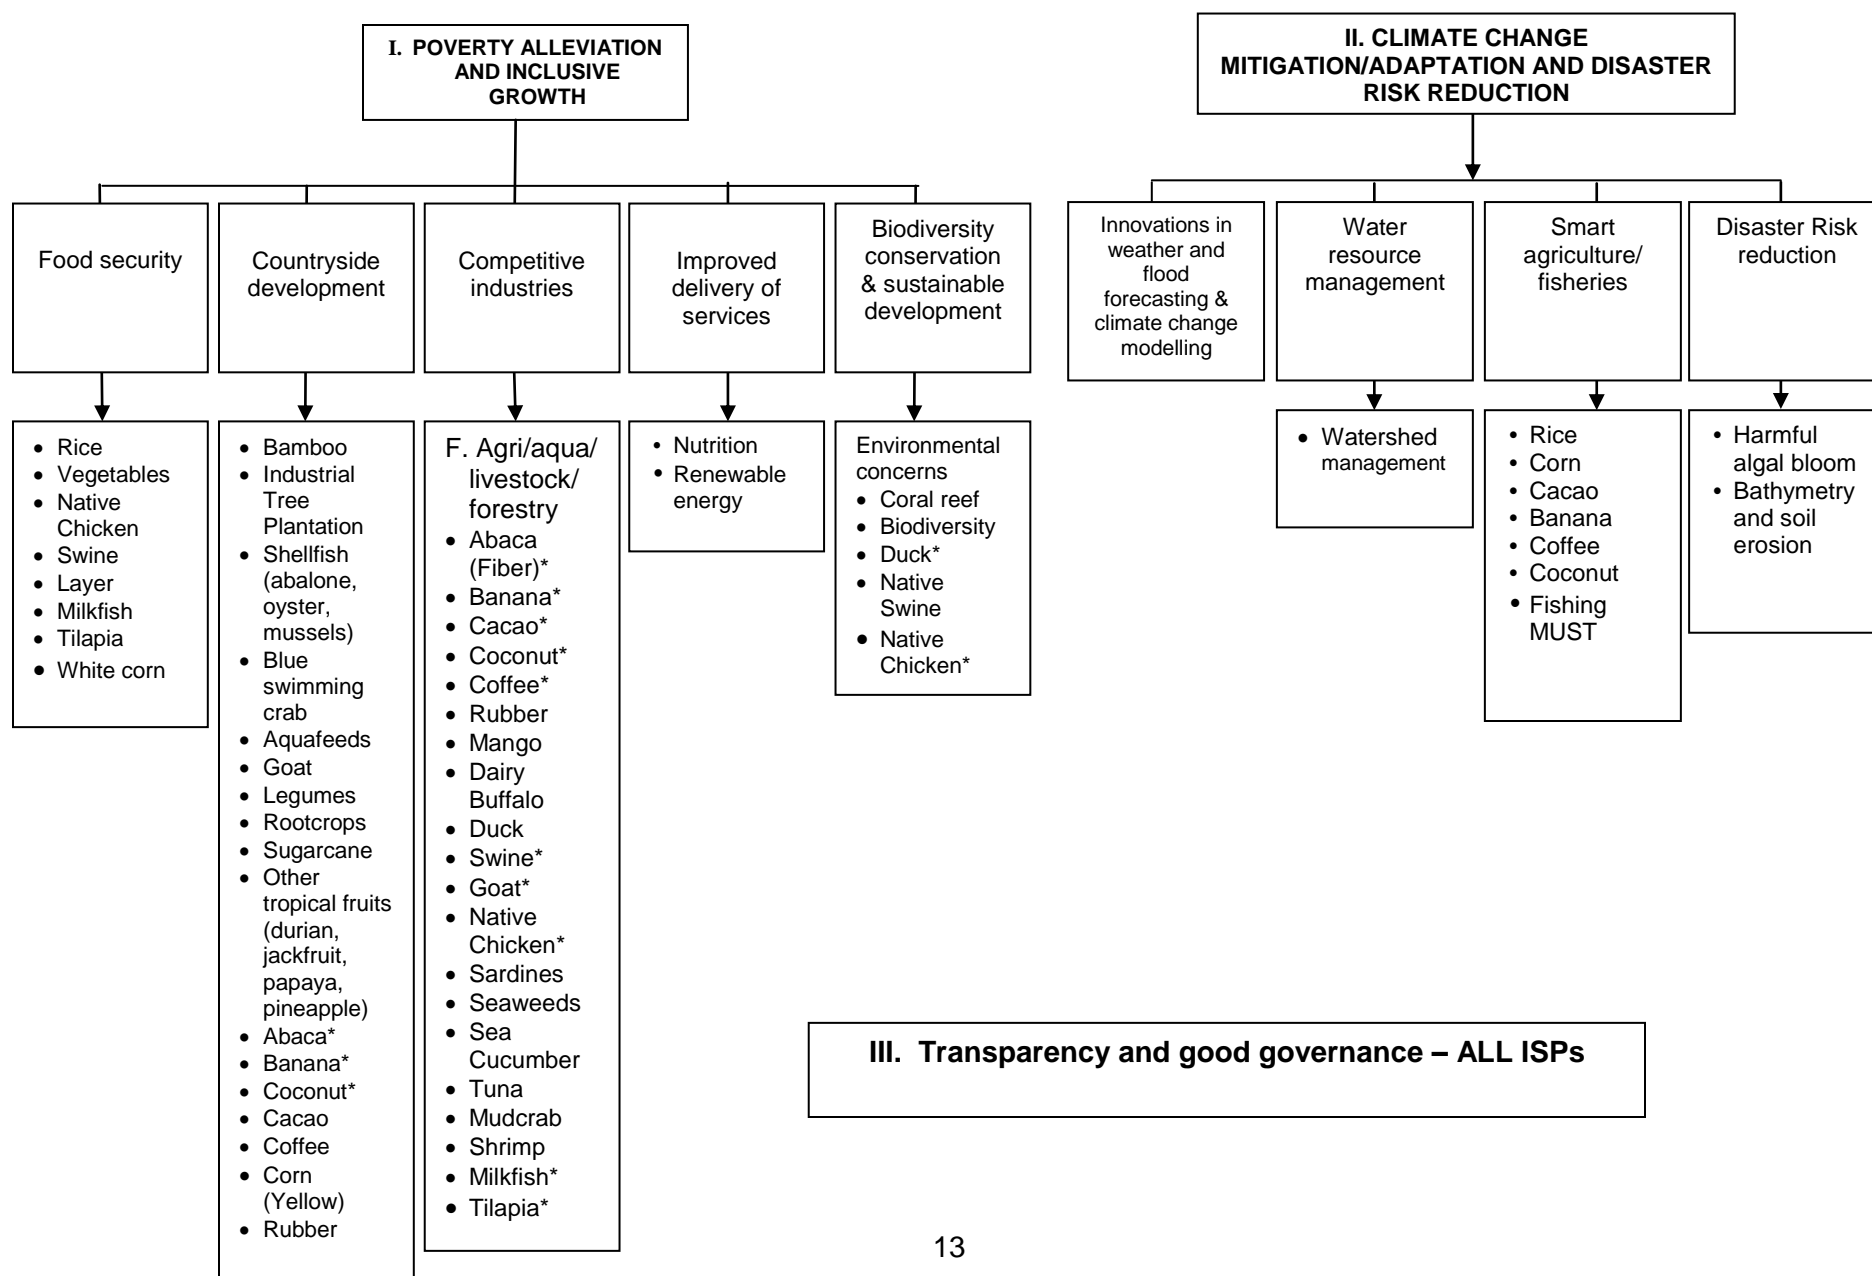 I. POVERTY ALLEVIATION
AND INCLUSIVE
GROWTH
II. CLIMATE CHANGE
MITIGATION/ADAPTATION AND DISASTER
RISK REDUCTION
Food security
Countryside
development
Competitive
industries
Improved
delivery of
services
Biodiversity
conservation
& sustainable
development
Innovations in
weather and
flood
forecasting &
climate change
modelling
Water
resource
management
Smart
agriculture/
fisheries
Disaster Risk
reduction
• Rice
• Vegetables
• Native
Chicken
• Swine
• Layer
• Milkfish
• Tilapia
• White corn
• Bamboo
• Industrial
Tree
Plantation
• Shellfish
(abalone,
oyster,
mussels)
• Blue
swimming
crab
• Aquafeeds
• Goat
• Legumes
• Rootcrops
• Sugarcane
• Other
tropical fruits
(durian,
jackfruit,
papaya,
pineapple)
• Abaca*
• Banana*
• Coconut*
• Cacao
• Coffee
• Corn
(Yellow)
• Rubber
F. Agri/aqua/
livestock/
forestry
• Abaca
(Fiber)*
• Banana*
• Cacao*
• Coconut*
• Coffee*
• Rubber
• Mango
• Dairy
Buffalo
• Duck
• Swine*
• Goat*
• Native
Chicken*
• Sardines
• Seaweeds
• Sea
Cucumber
• Tuna
• Mudcrab
• Shrimp
• Milkfish*
• Tilapia*
• Nutrition
• Renewable
energy
Environmental
concerns
• Coral reef
• Biodiversity
• Duck*
• Native
Swine
• Native
Chicken*
• Watershed
management
• Rice
• Corn
• Cacao
• Banana
• Coffee
• Coconut
• Fishing
MUST
• Harmful
algal bloom
• Bathymetry
and soil
erosion
III. Transparency and good governance – ALL ISPs
13